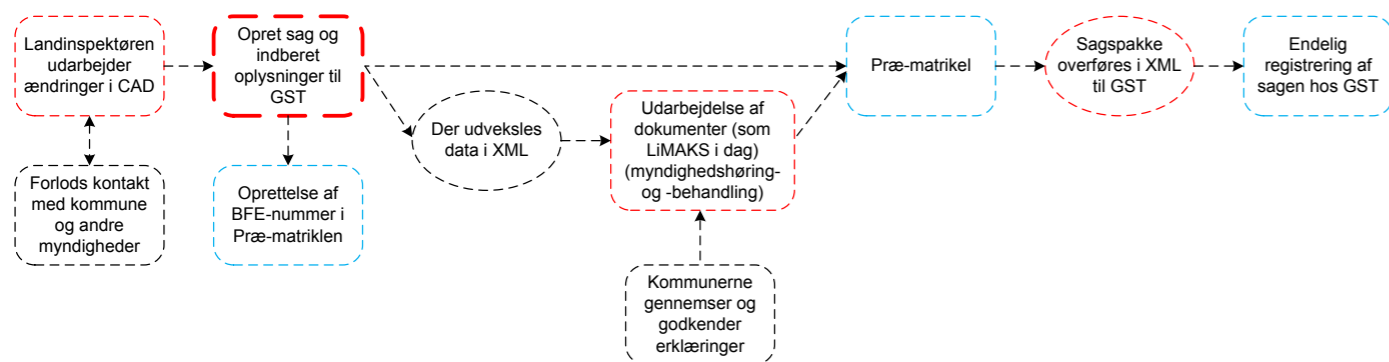 Landinspektøren
udarbejder
ændringer i CAD
Opret sag og
indberet
oplysninger til
GST
Præ-matrikel
Sagspakke
overføres i XML
til GST
Endelig
registrering af
sagen hos GST
Der udveksles
data i XML
Udarbejdelse af
dokumenter (som
LiMAKS i dag)
(myndighedshøring-
og -behandling)
Forlods kontakt
med kommune
og andre
myndigheder
Oprettelse af
BFE-nummer i
Præ-matriklen
Kommunerne
gennemser og
godkender
erklæringer